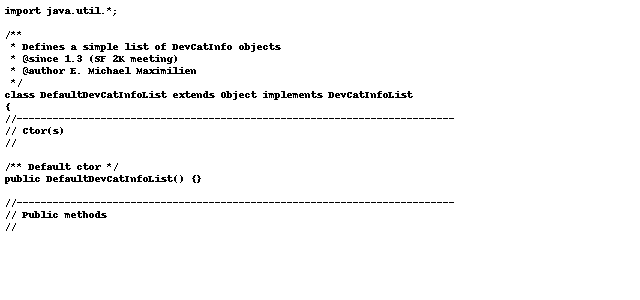 import java.util.*;
/**
 * Defines a simple list of DevCatInfo objects
 * @since 1.3 (SF 2K meeting)
 * @author E. Michael Maximilien
 */
class DefaultDevCatInfoList extends Object implements DevCatInfoList
{
//--------------------------------------------------------------------------
// Ctor(s)
//
/** Default ctor */
public DefaultDevCatInfoList() {}
//--------------------------------------------------------------------------
// Public methods
//